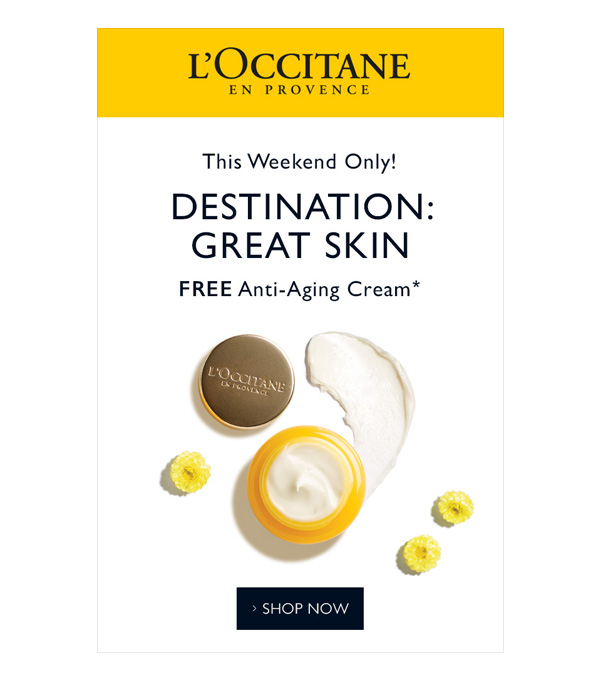 L'OCCITANE
EN PROVENCE
This Weekend Only!
DESTINATION:
GREAT SKIN
FREE Anti-Aging Cream*
L'OCCITANE
EN PROVENCE
› SHOP NOW